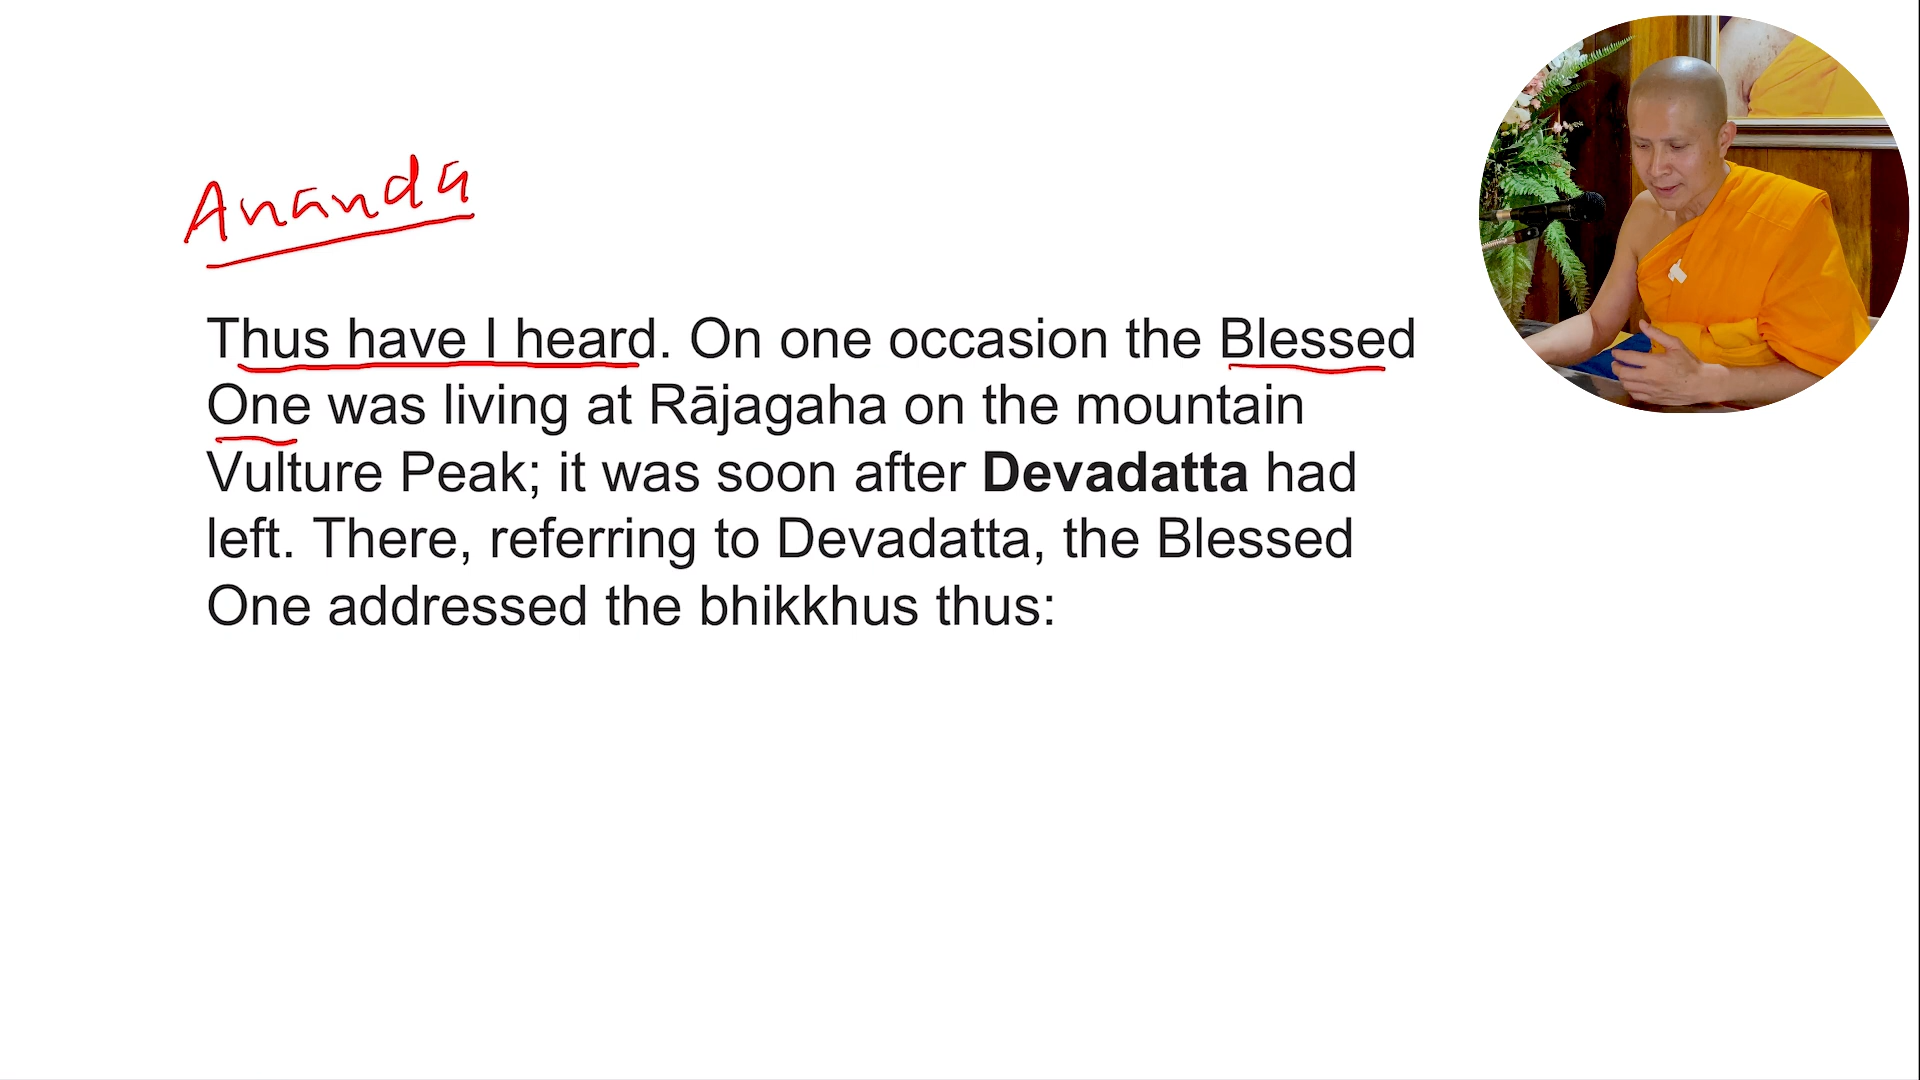 Ananda
Thus have I heard. On one occasion the Blessed
One was living at Rājagaha on the mountain
Vulture Peak; it was soon after Devadatta had
left. There, referring to Devadatta, the Blessed
One addressed the bhikkhus thus: